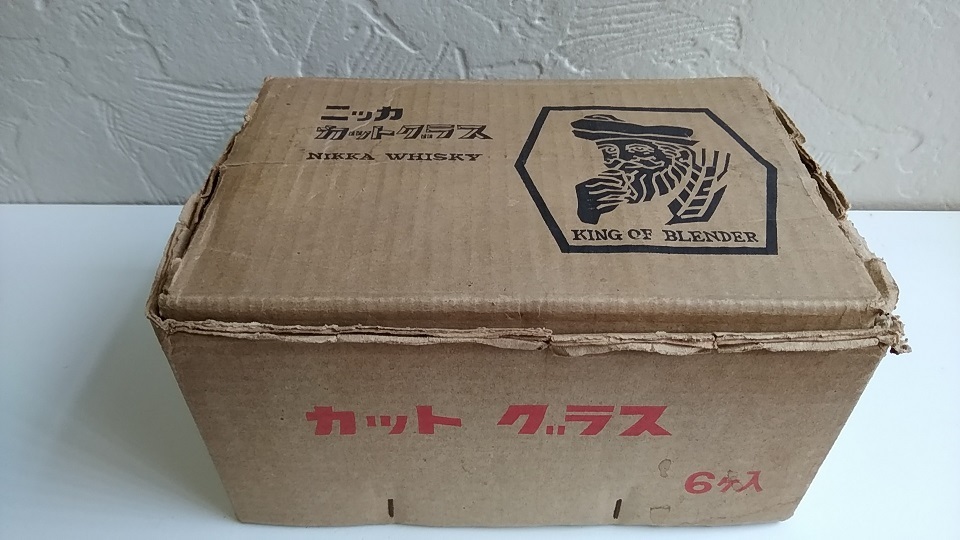 ニッカ
カットグラス
NIKKA WHISKY
KING OF BLENDER
カット グラス
6ケ入